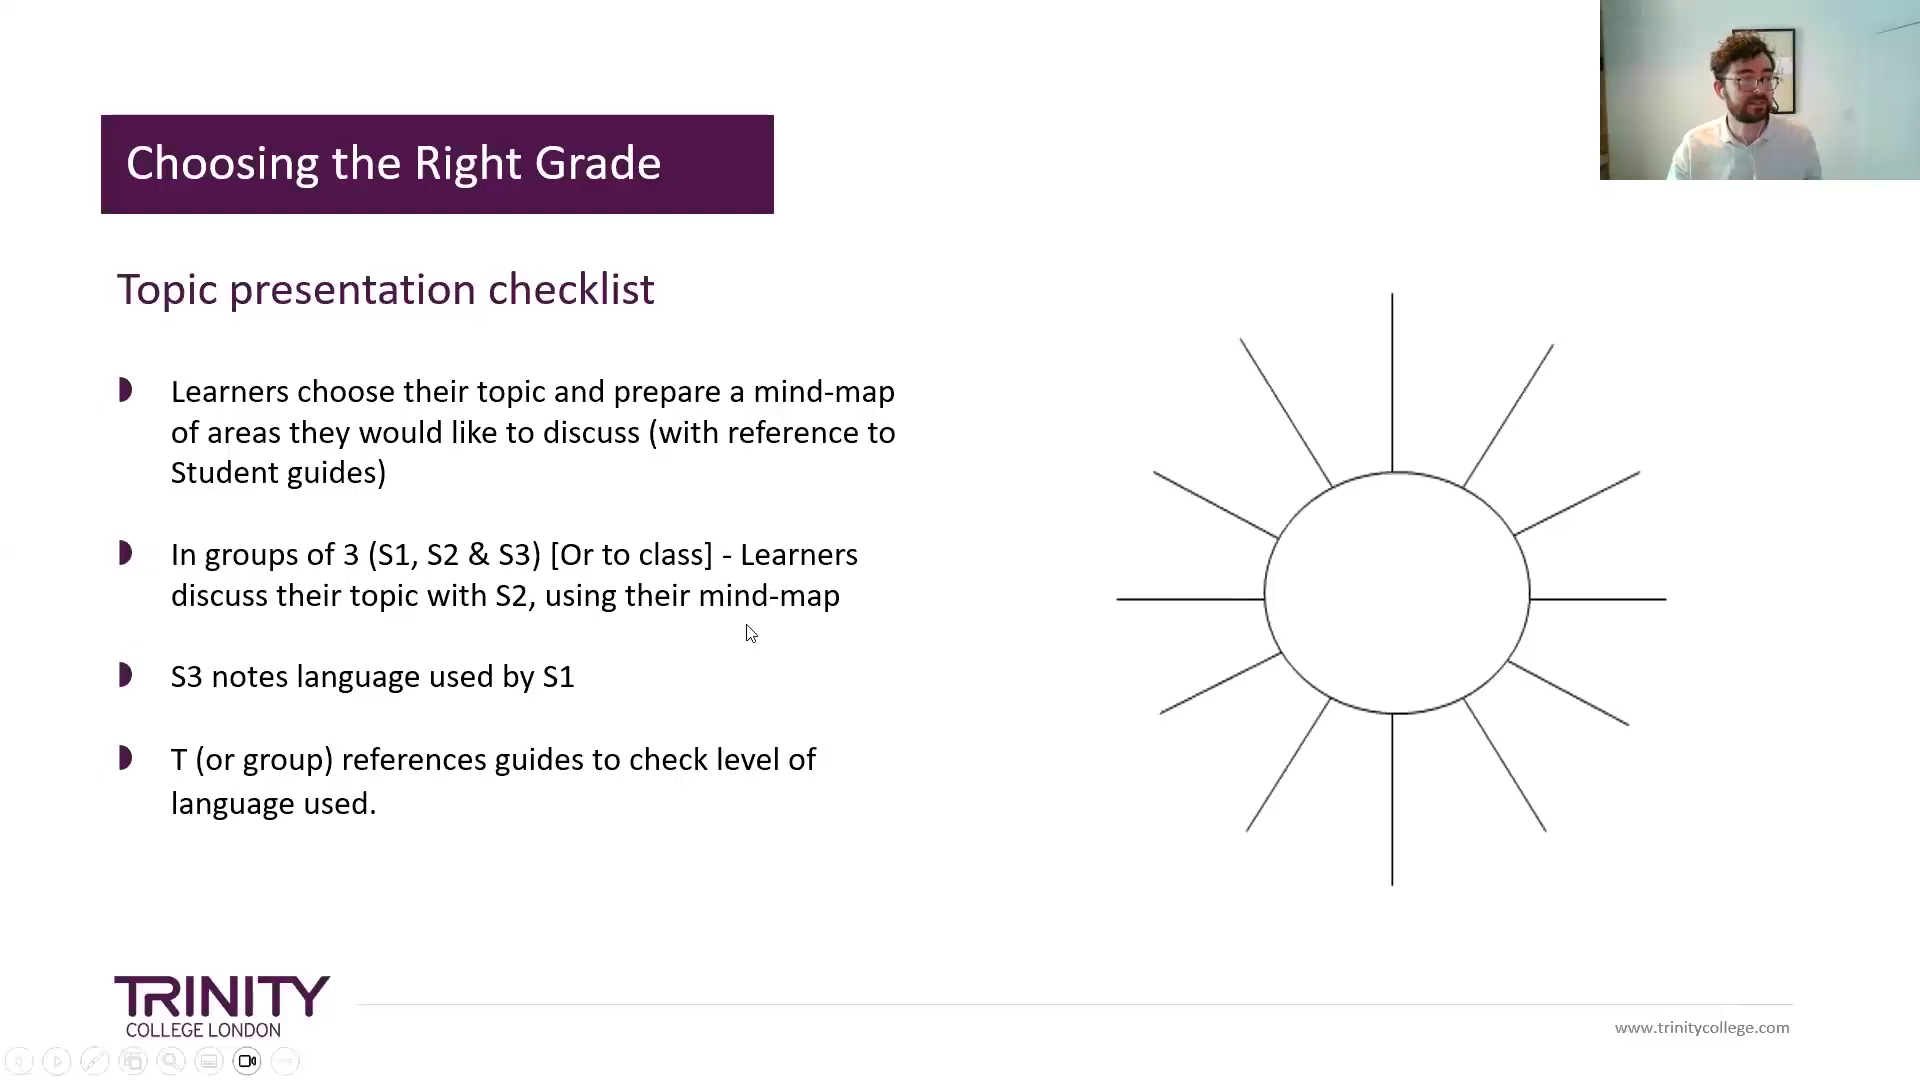 Choosing the Right Grade
Topic presentation checklist
Learners choose their topic and prepare a mind-map
of areas they would like to discuss (with reference to
Student guides)
In groups of 3 (S1, S2 & S3) [Or to class] - Learners
discuss their topic with S2, using their mind-map
S3 notes language used by S1
T (or group) references guides to check level of
language used.
TRINITY
COLLEGE LONDON
www.trinitycollege.com